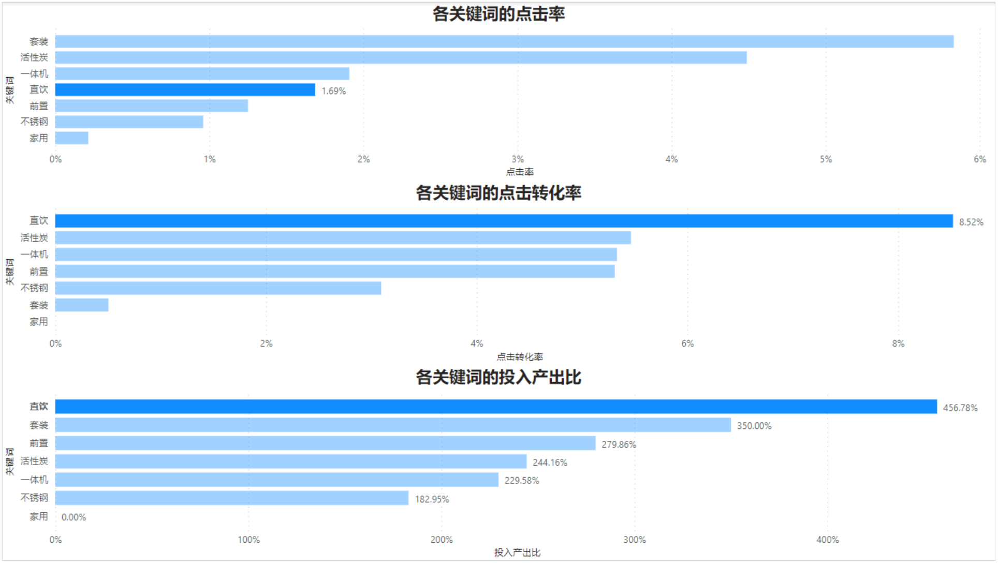 各关键词的点击率
关键词
套装
活性炭
一体机
直饮 1.69%
前置
不锈钢
家用
0% 1% 2% 3% 4% 5% 6%
点击率
各关键词的点击转化率
关键词
直饮 8.52%
活性炭
一体机
前置
不锈钢
套装
家用
0% 2% 4% 6% 8%
点击转化率
各关键词的投入产出比
关键词
直饮 456.78%
套装 350.00%
前置 279.86%
活性炭 244.16%
一体机 229.58%
不锈钢 182.95%
家用 0.00%
0% 100% 200% 300% 400%
投入产出比